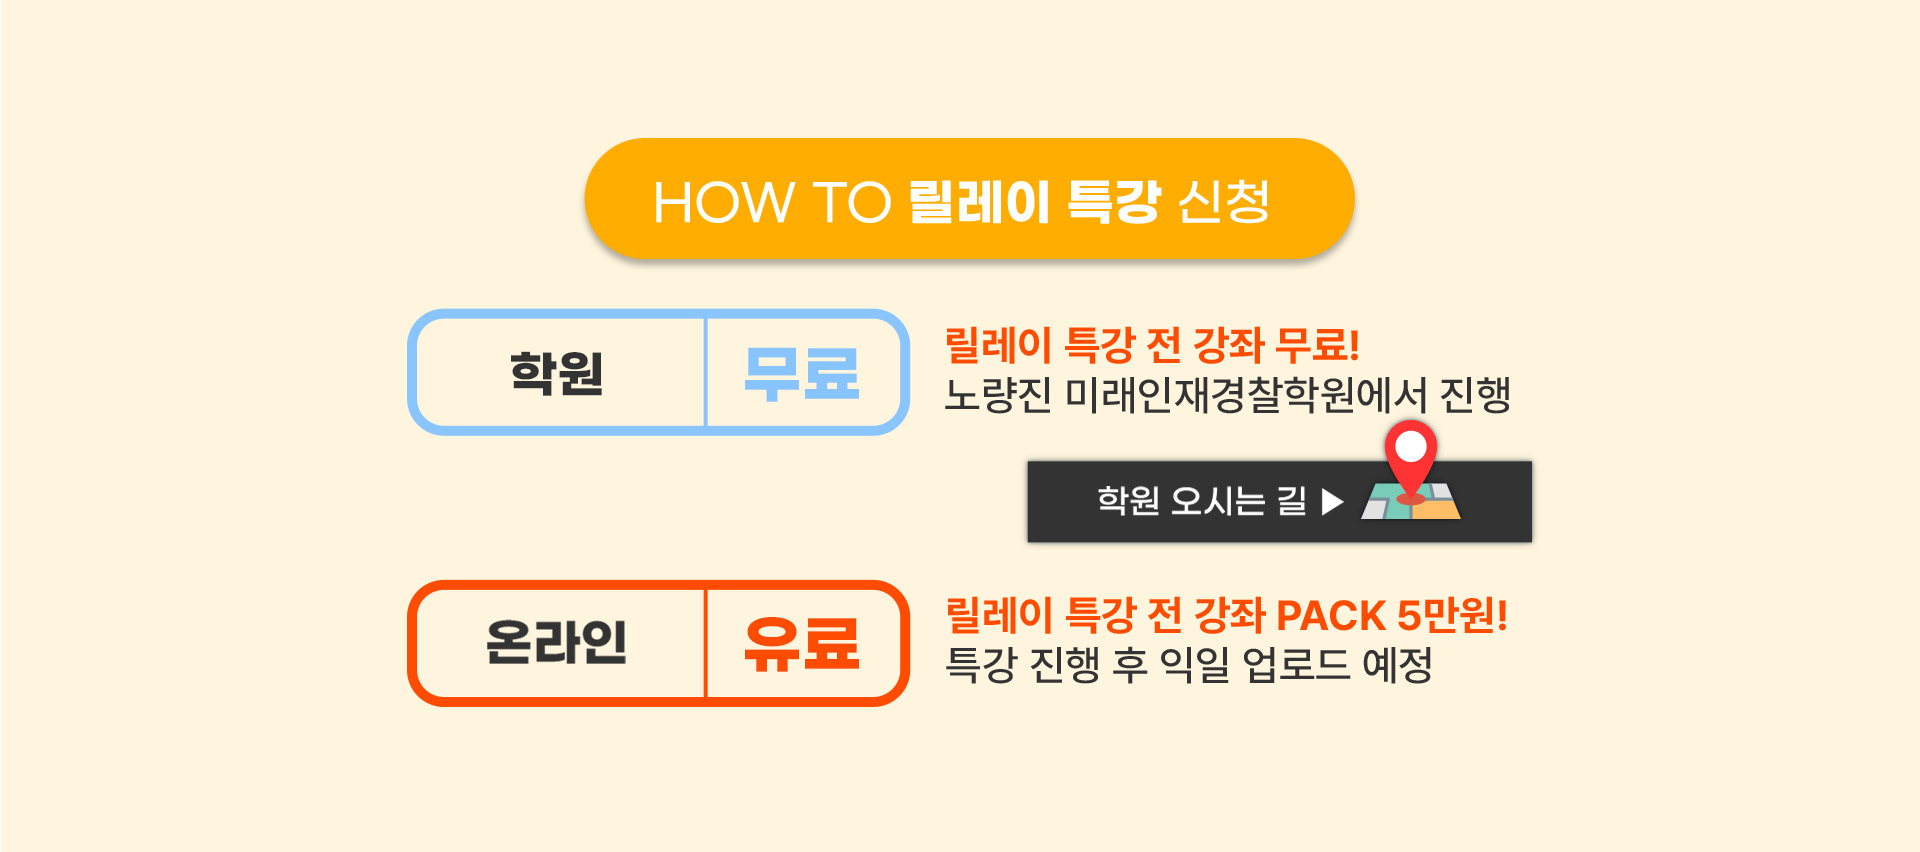 HOW TO 릴레이 특강 신청
학원 무료
릴레이 특강 전 강좌 무료!
노량진 미래인재경찰학원에서 진행
학원 오시는 길 ▶
온라인 유료
릴레이 특강 전 강좌 PACK 5만원!
특강 진행 후 익일 업로드 예정